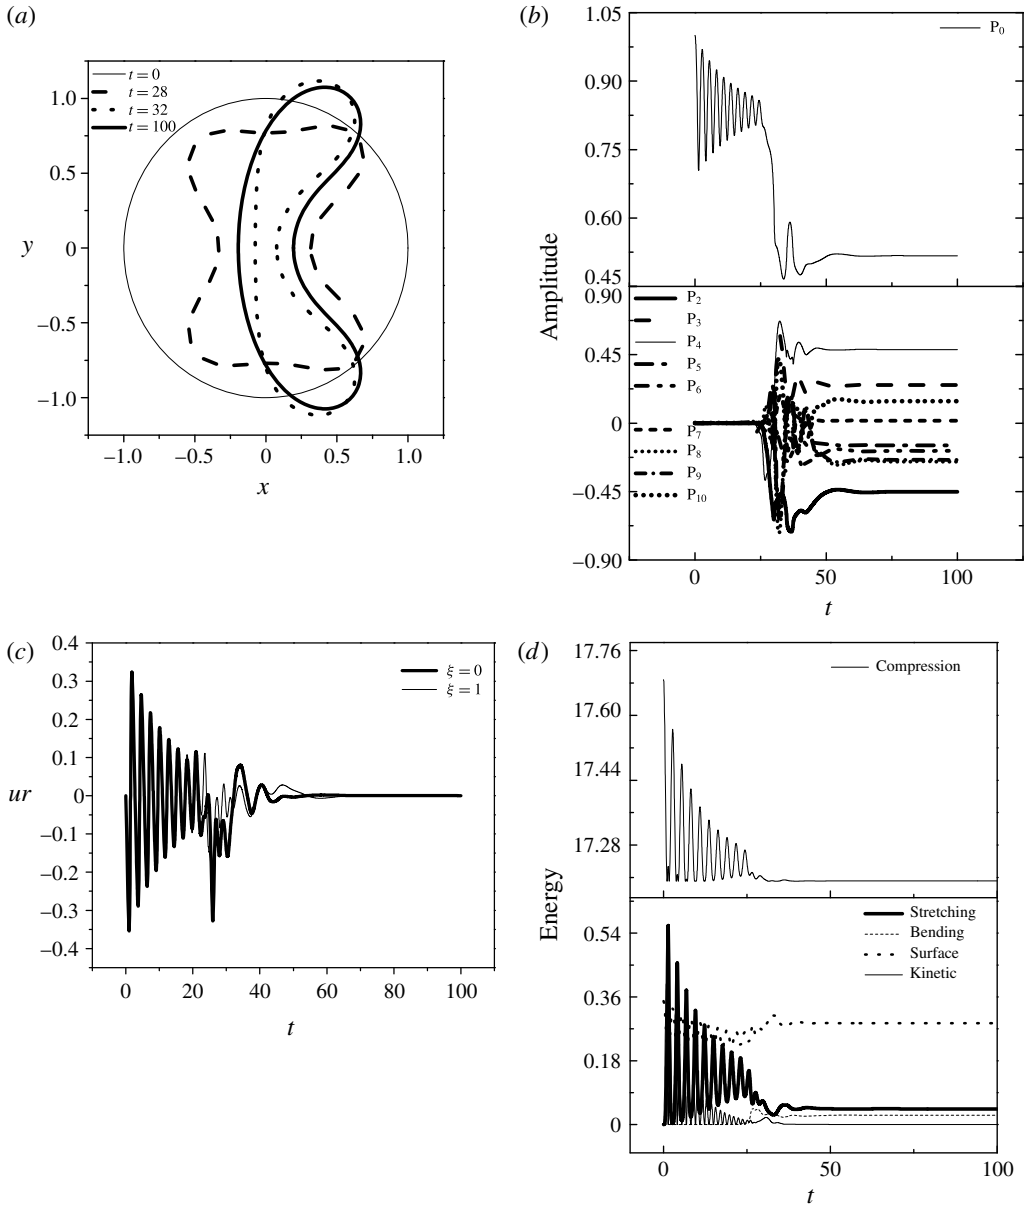 (a)
t = 0
t = 28
t = 32
t = 100
1.0
0.5
y
0
−0.5
−1.0
−1.0 −0.5 0 0.5 1.0
x
(b)
1.05
P0
0.90
0.75
0.60
0.45
Amplitude
0.90
P2
P3
0.45
P4
P5
P6
0
P7
P8
−0.45
P9
P10
−0.90
0 50 100
t
(c)
0.4
0.3
ξ = 0
ξ = 1
0.2
0.1
ur
0
−0.1
−0.2
−0.3
−0.4
0 20 40 60 80 100
t
(d)
17.76
Compression
17.60
17.44
17.28
Energy
Stretching
0.54
Bending
Surface
Kinetic
0.36
0.18
0
0 50 100
t